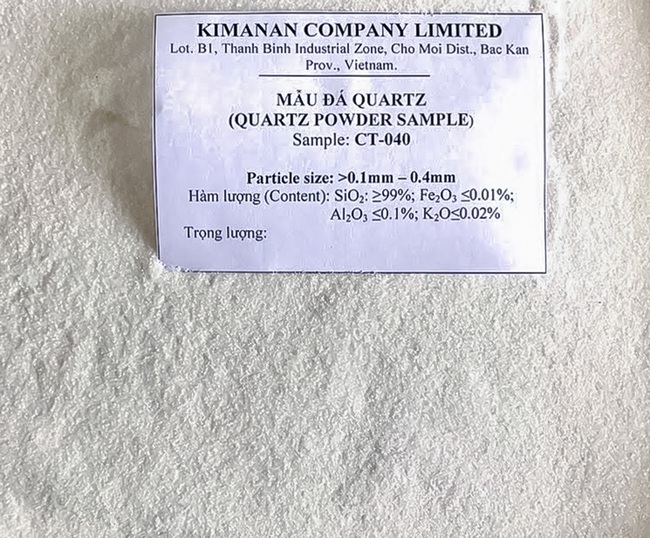 KIMANAN COMPANY LIMITED
Lot. B1, Thanh Binh Industrial Zone, Cho Moi Dist., Bac Kan
Prov., Vietnam.
MẪU ĐÁ QUARTZ
(QUARTZ POWDER SAMPLE)
Sample: CT-040
Particle size: >0.1mm – 0.4mm
Hàm lượng (Content): SiO₂: ≥99%; Fe₂O₃ ≤0.01%;
Al₂O₃ ≤0.1%; K₂O≤0.02%
Trọng lượng: